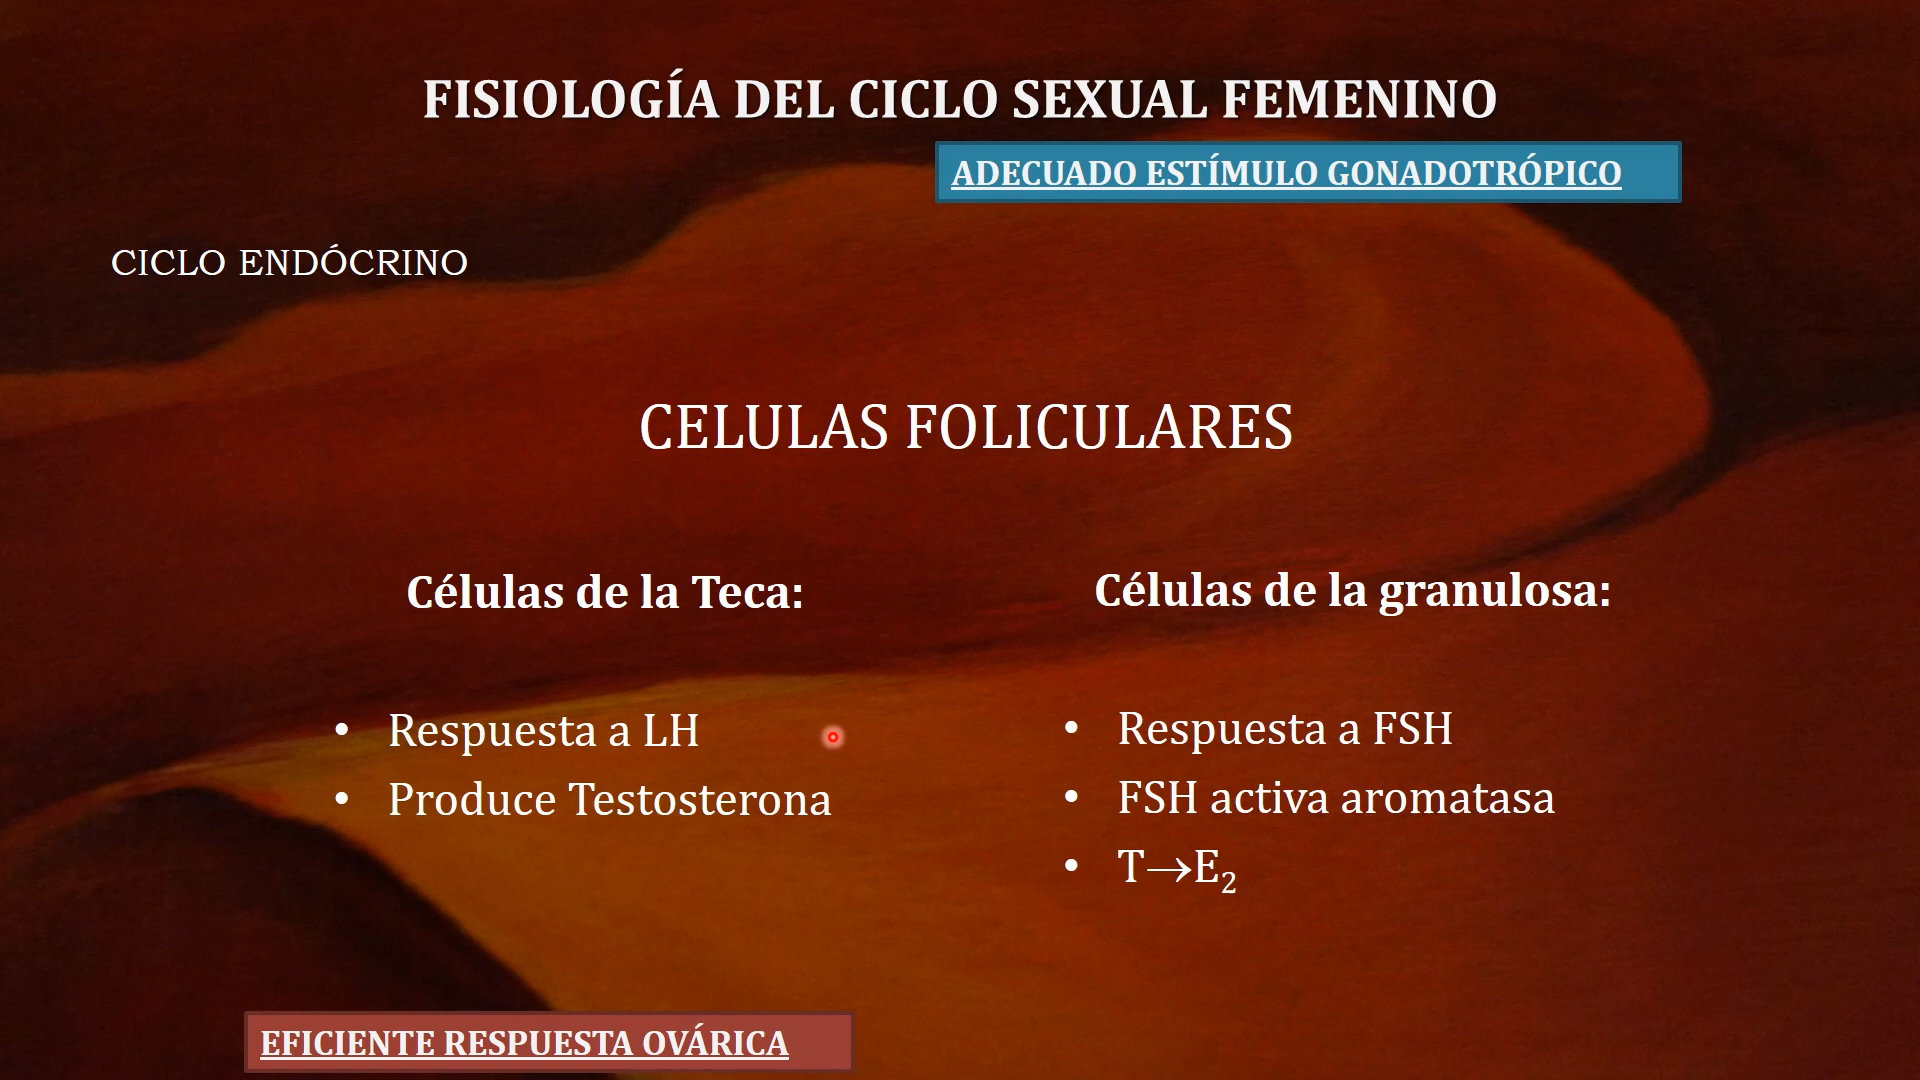 FISIOLOGÍA DEL CICLO SEXUAL FEMENINO
ADECUADO ESTÍMULO GONADOTRÓPICO
CICLO ENDÓCRINO
CELULAS FOLICULARES
Células de la Teca:
• Respuesta a LH
• Produce Testosterona
Células de la granulosa:
• Respuesta a FSH
• FSH activa aromatasa
• T→E₂
EFICIENTE RESPUESTA OVÁRICA